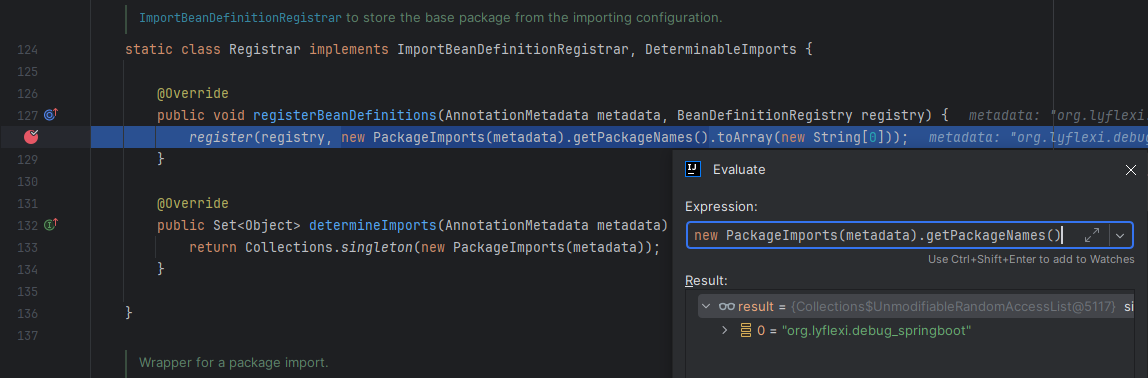 ImportBeanDefinitionRegistrar to store the base package from the importing configuration.
124 static class Registrar implements ImportBeanDefinitionRegistrar, DeterminableImports {
125
126 @Override
127 public void registerBeanDefinitions(AnnotationMetadata metadata, BeanDefinitionRegistry registry) { metadata: "org.lyflexi.
register(registry, new PackageImports(metadata).getPackageNames().toArray(new String[0])); metadata: "org.lyflexi.debug
129 }
130
131 @Override
132 public Set<Object> determineImports(AnnotationMetadata metadata)
133 return Collections.singleton(new PackageImports(metadata));
134 }
135
136 }
137
Wrapper for a package import.
Evaluate
Expression:
new PackageImports(metadata).getPackageNames()
Use Ctrl+Shift+Enter to add to Watches
Result:
result = {Collections$UnmodifiableRandomAccessList@5117} si
0 = "org.lyflexi.debug_springboot"